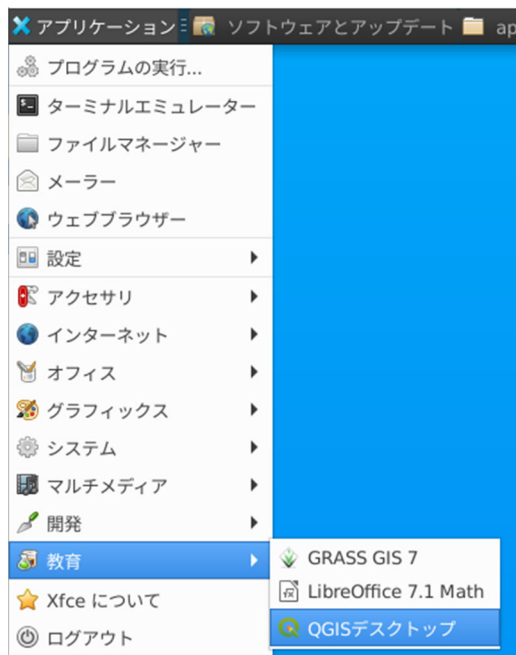 アプリケーション ソフトウェアとアップデート ap
プログラムの実行...
ターミナルエミュレーター
ファイルマネージャー
メーラー
ウェブブラウザー
設定
アクセサリ
インターネット
オフィス
グラフィックス
システム
マルチメディア
開発
教育
GRASS GIS 7
LibreOffice 7.1 Math
Xfce について
QGISデスクトップ
ログアウト